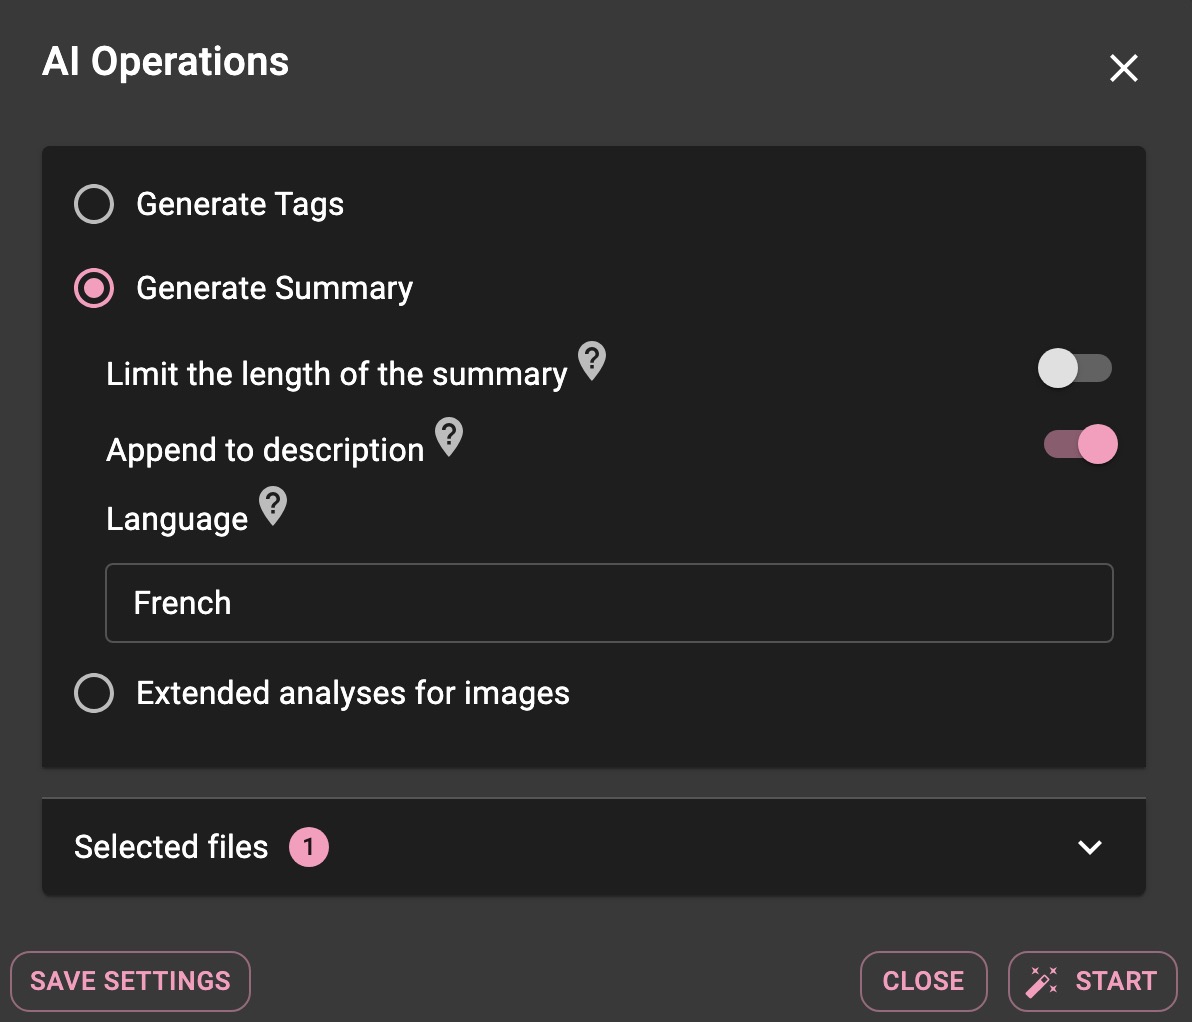 AI Operations
Generate Tags
Generate Summary
Limit the length of the summary ?
Append to description ?
Language ?
French
Extended analyses for images
Selected files 1
SAVE SETTINGS
CLOSE
START